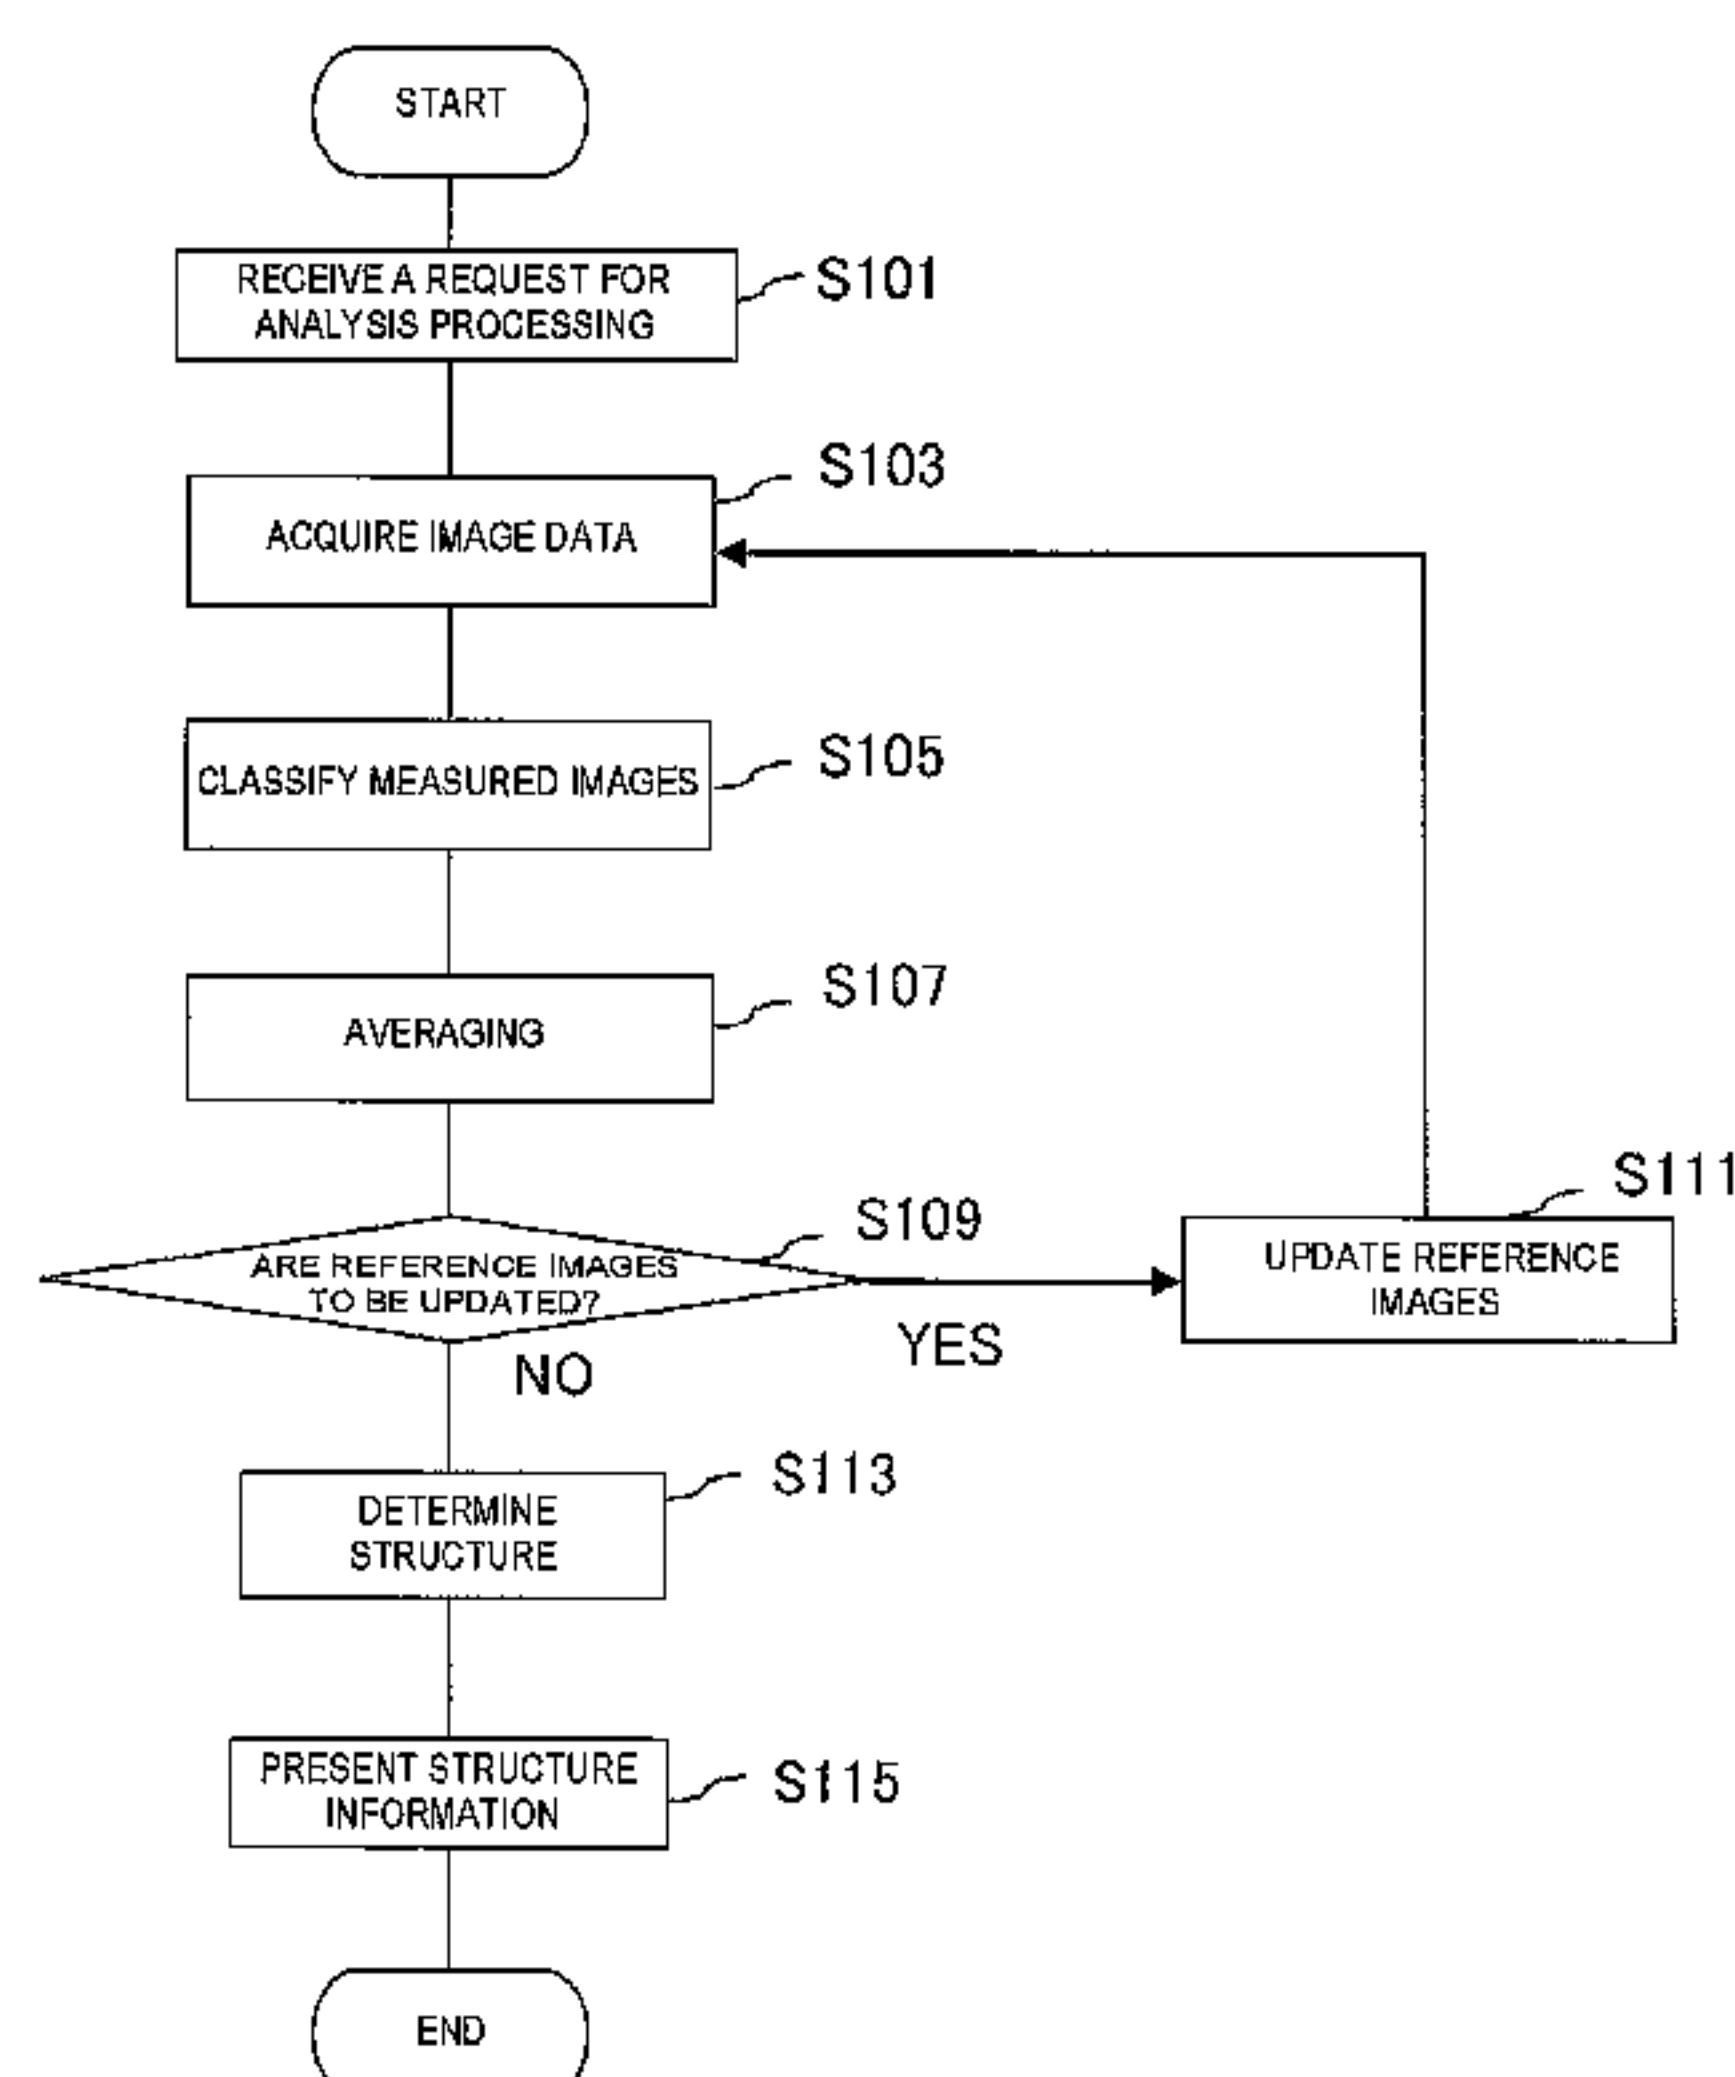 START
RECEIVE A REQUEST FOR
ANALYSIS PROCESSING
S101
S103
ACQUIRE IMAGE DATA
S105
CLASSIFY MEASURED IMAGES
S107
AVERAGING
S109
ARE REFERENCE IMAGES
TO BE UPDATED?
YES
NO
S111
UPDATE REFERENCE
IMAGES
S113
DETERMINE
STRUCTURE
PRESENT STRUCTURE
INFORMATION
S115
END